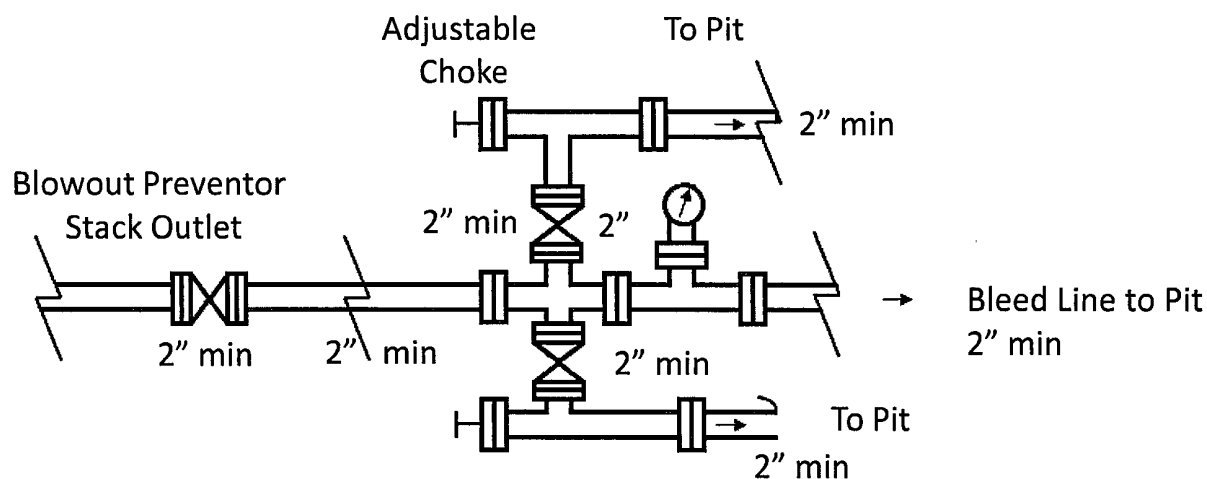 Adjustable
Choke
To Pit
2” min
Blowout Preventor
Stack Outlet
2” min
2”
2” min
2” min
2” min
Bleed Line to Pit
2” min
To Pit
2” min